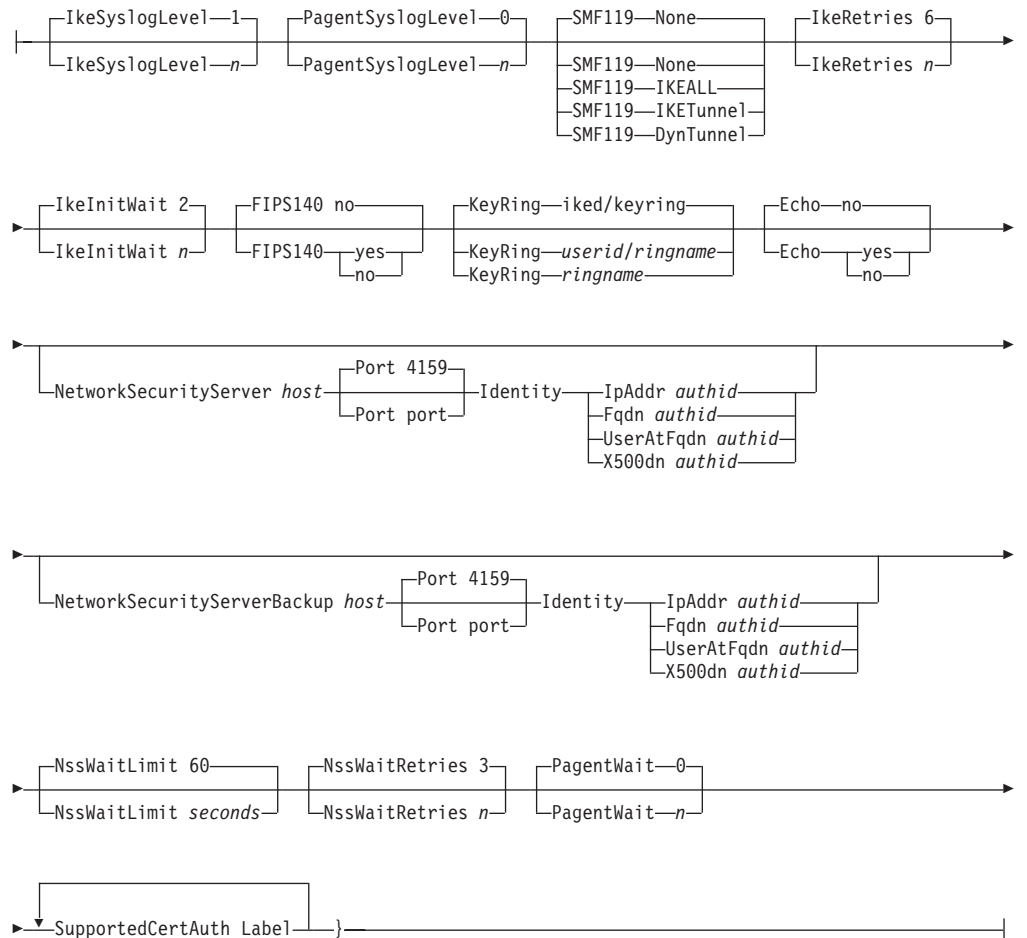 IkeSyslogLevel 1 PagentSyslogLevel 0 SMF119 None IkeRetries 6
IkeSyslogLevel n PagentSyslogLevel n SMF119 None IkeRetries n
SMF119 IKEALL
SMF119 IKETunnel
SMF119 DynTunnel
IkeInitWait 2 FIPS140 no KeyRing iked/keyring Echo no
IkeInitWait n FIPS140 yes KeyRing userid/ringname Echo yes
no KeyRing ringname no
Port 4159
NetworkSecurityServer host Port port Identity IpAddr authid
Fqdn authid
UserAtFqdn authid
X500dn authid
Port 4159
NetworkSecurityServerBackup host Port port Identity IpAddr authid
Fqdn authid
UserAtFqdn authid
X500dn authid
NssWaitLimit 60 NssWaitRetries 3 PagentWait 0
NssWaitLimit seconds NssWaitRetries n PagentWait n
SupportedCertAuth Label }